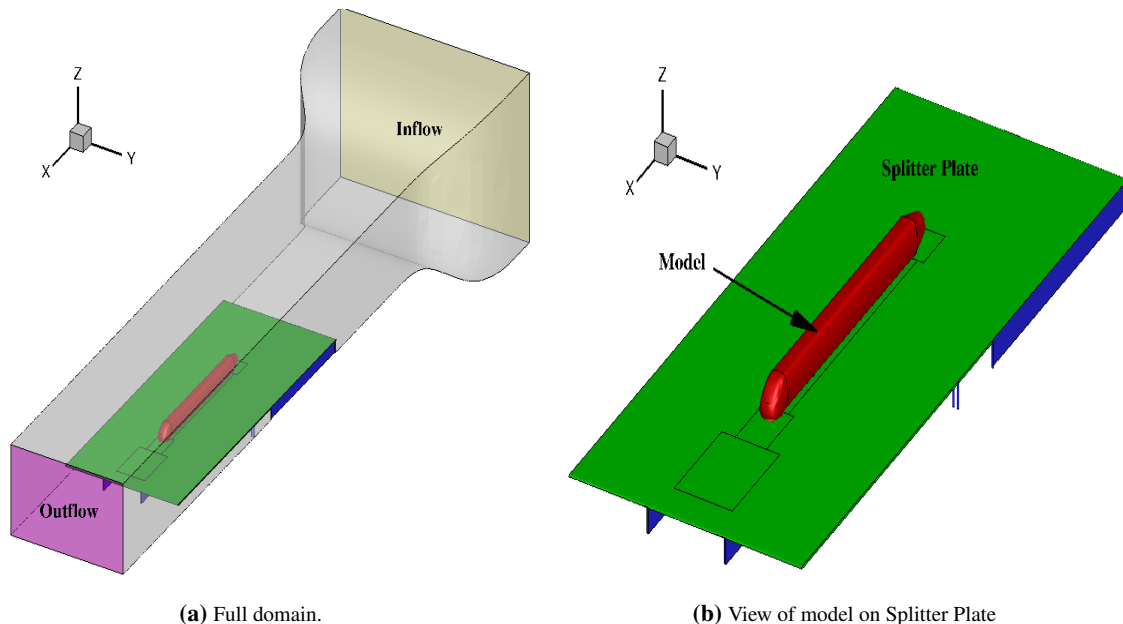 Z
X
Y
Inflow
Outflow
(a) Full domain.
Z
X
Y
Splitter Plate
Model
(b) View of model on Splitter Plate